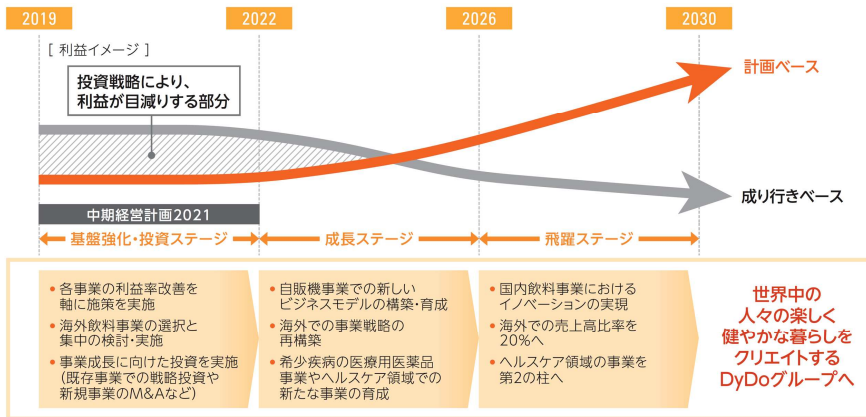 2019
2022
2026
2030
[ 利益イメージ ]
投資戦略により、
利益が目減りする部分
計画ベース
成り行きベース
中期経営計画2021
基盤強化・投資ステージ
成長ステージ
飛躍ステージ
• 各事業の利益率改善を
軸に施策を実施
• 海外飲料事業の選択と
集中の検討・実施
• 事業成長に向けた投資を実施
(既存事業での戦略投資や
新規事業のM&Aなど)
• 自販機事業での新しい
ビジネスモデルの構築・育成
• 海外での事業戦略の
再構築
• 希少疾病の医療用医薬品
事業やヘルスケア領域での
新たな事業の育成
• 国内飲料事業における
イノベーションの実現
• 海外での売上高比率を
20%へ
• ヘルスケア領域の事業を
第2の柱へ
世界中の
人々の楽しく
健やかな暮らしを
クリエイトする
DyDoグループへ